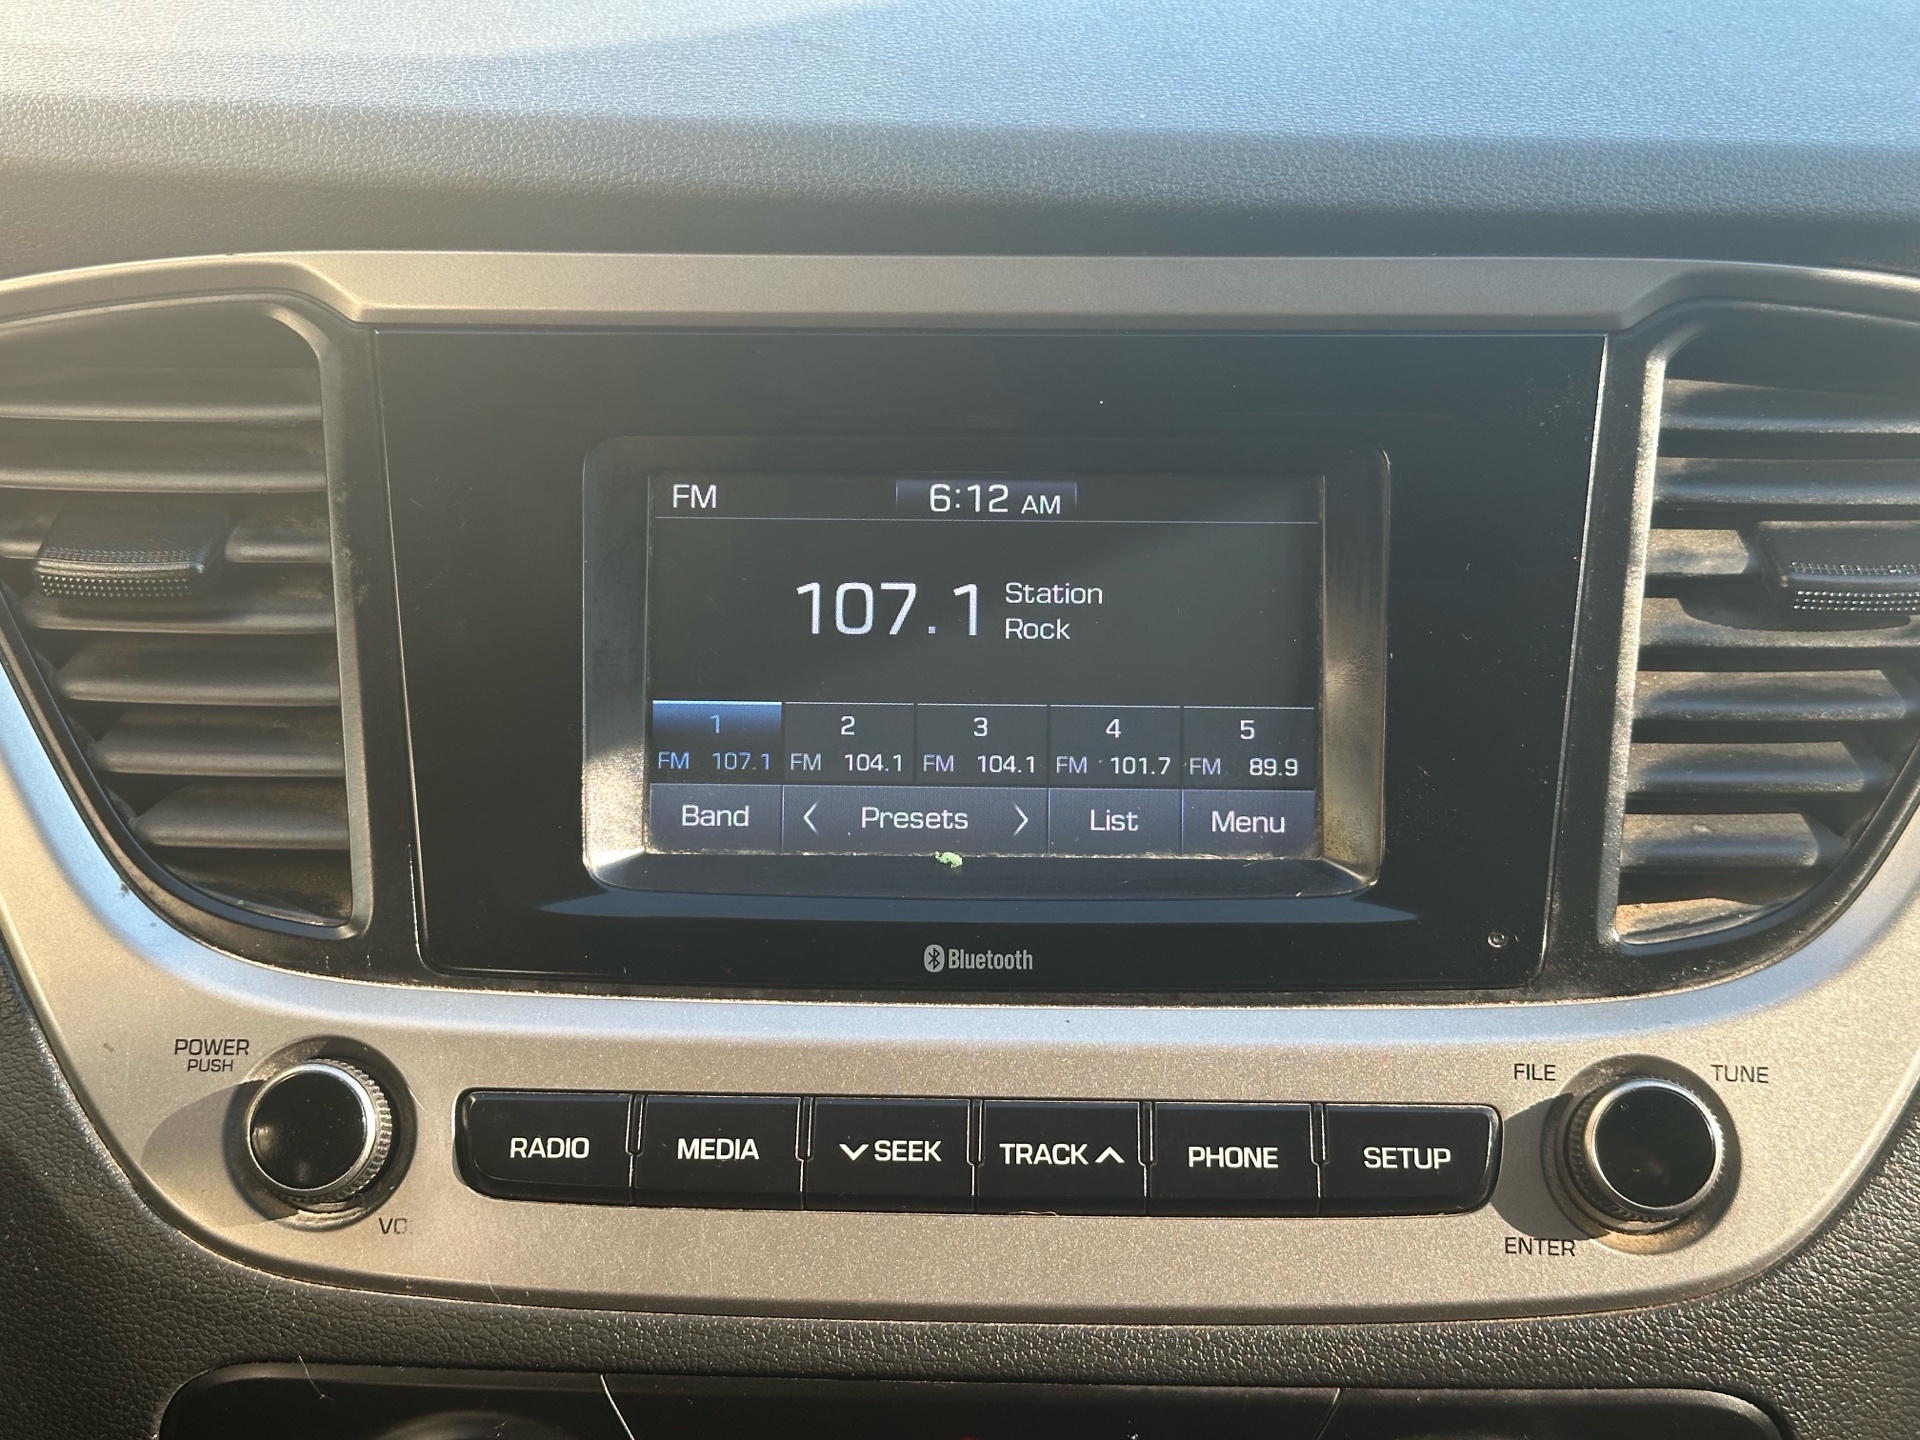 FM 6:12 AM
107.1 Station
Rock
1 2 3 4 5
FM 107.1 FM 104.1 FM 104.1 FM 101.7 FM 89.9
Band < Presets > List Menu
Bluetooth
POWER
PUSH
FILE TUNE
RADIO MEDIA SEEK TRACK PHONE SETUP
VO
ENTER